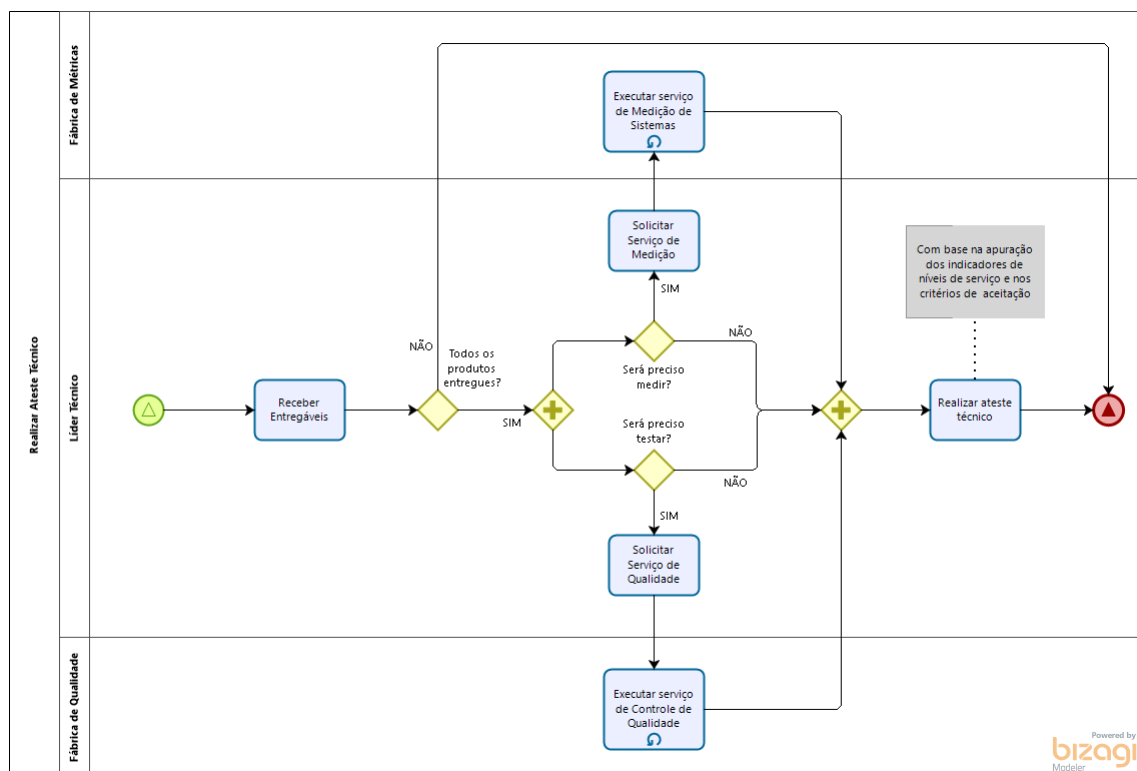 Realizar Ateste Técnico
Fábrica de Métricas
Executar serviço
de Medição de
Sistemas
Líder Técnico
Solicitar
Serviço de
Medição
Com base na apuração
dos indicadores de
níveis de serviço e nos
critérios de aceitação
SIM
NÃO
NÃO
Todos os
produtos
entregues?
Será preciso
medir?
Receber
Entregáveis
SIM
Será preciso
testar?
Realizar ateste
técnico
NÃO
SIM
Solicitar
Serviço de
Qualidade
Fábrica de Qualidade
Executar serviço
de Controle de
Qualidade
Powered by
bizagi
Modeler